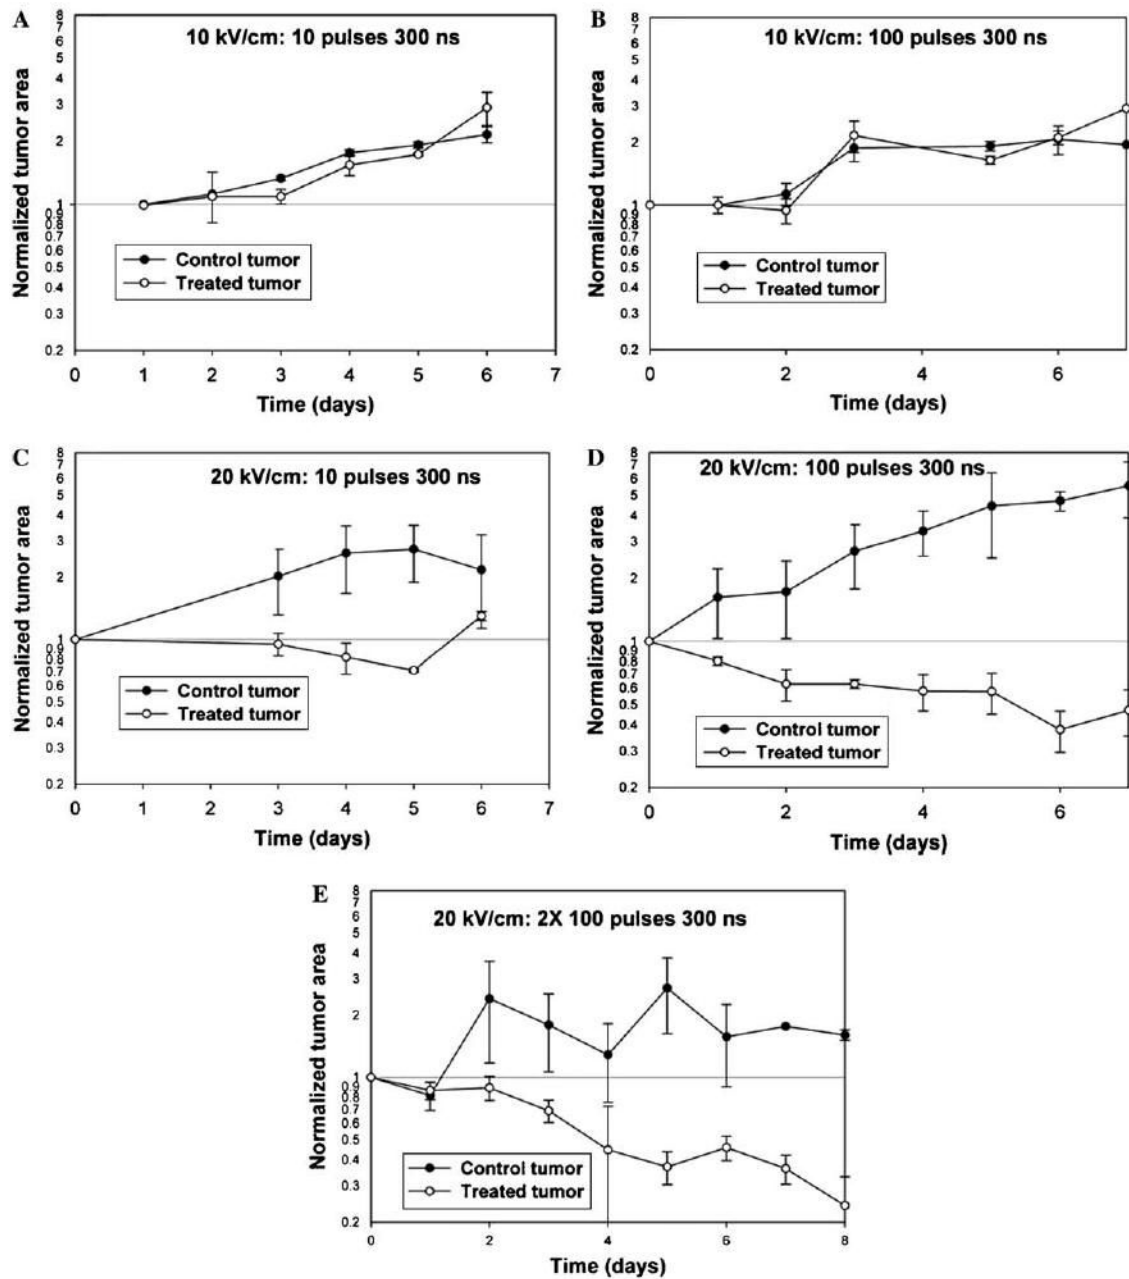 A
10 kV/cm: 10 pulses 300 ns
Normalized tumor area
8
7
6
5
4
3
2
1
0.9
0.8
0.7
0.6
0.5
0.4
0.3
0.2
Control tumor
Treated tumor
0 1 2 3 4 5 6 7
Time (days)
B
10 kV/cm: 100 pulses 300 ns
Normalized tumor area
8
7
6
5
4
3
2
1
0.9
0.8
0.7
0.6
0.5
0.4
0.3
0.2
Control tumor
Treated tumor
0 2 4 6
Time (days)
C
20 kV/cm: 10 pulses 300 ns
Normalized tumor area
8
7
6
5
4
3
2
1
0.9
0.8
0.7
0.6
0.5
0.4
0.3
0.2
Control tumor
Treated tumor
0 1 2 3 4 5 6 7
Time (days)
D
20 kV/cm: 100 pulses 300 ns
Normalized tumor area
8
7
6
5
4
3
2
1
0.9
0.8
0.7
0.6
0.5
0.4
0.3
0.2
Control tumor
Treated tumor
0 2 4 6
Time (days)
E
20 kV/cm: 2X 100 pulses 300 ns
Normalized tumor area
8
7
6
5
4
3
2
1
0.9
0.8
0.7
0.6
0.5
0.4
0.3
0.2
Control tumor
Treated tumor
0 2 4 6 8
Time (days)